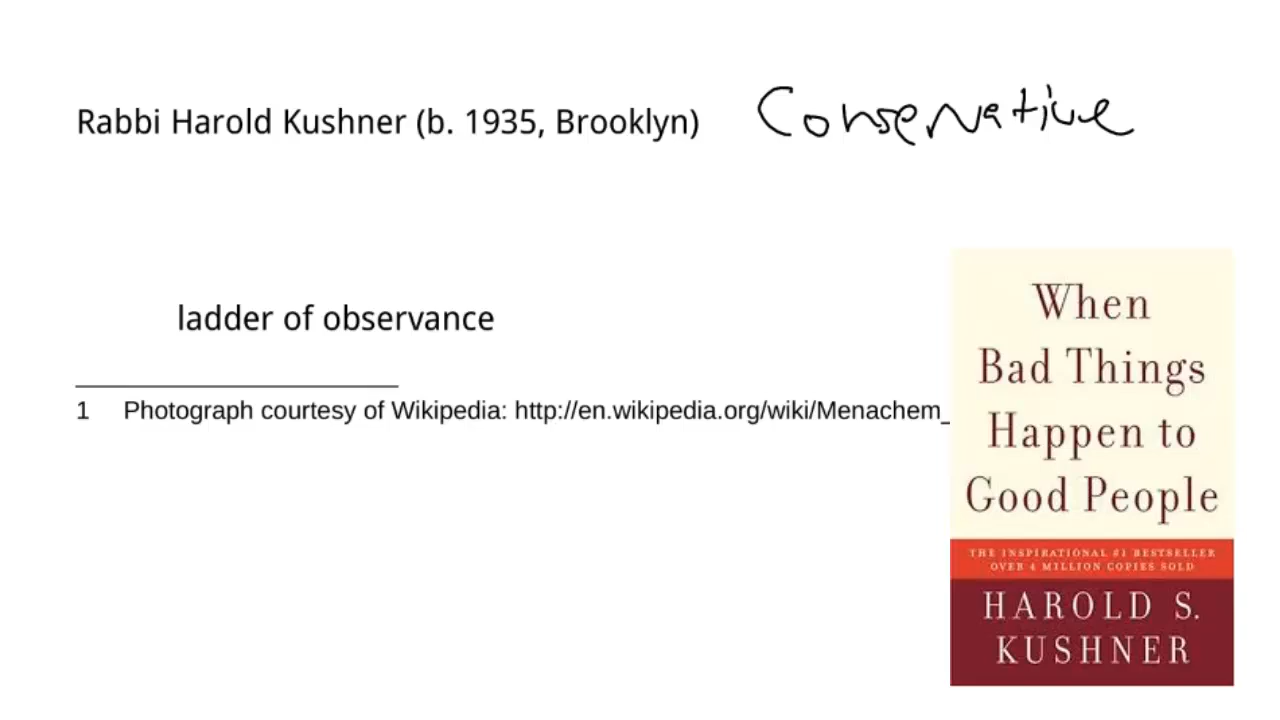 Rabbi Harold Kushner (b. 1935, Brooklyn) Conservative
ladder of observance
1 Photograph courtesy of Wikipedia: http://en.wikipedia.org/wiki/Menachem_
When
Bad Things
Happen to
Good People
THE INSPIRATIONAL #1 BESTSELLER
OVER 4 MILLION COPIES SOLD
HAROLD S.
KUSHNER